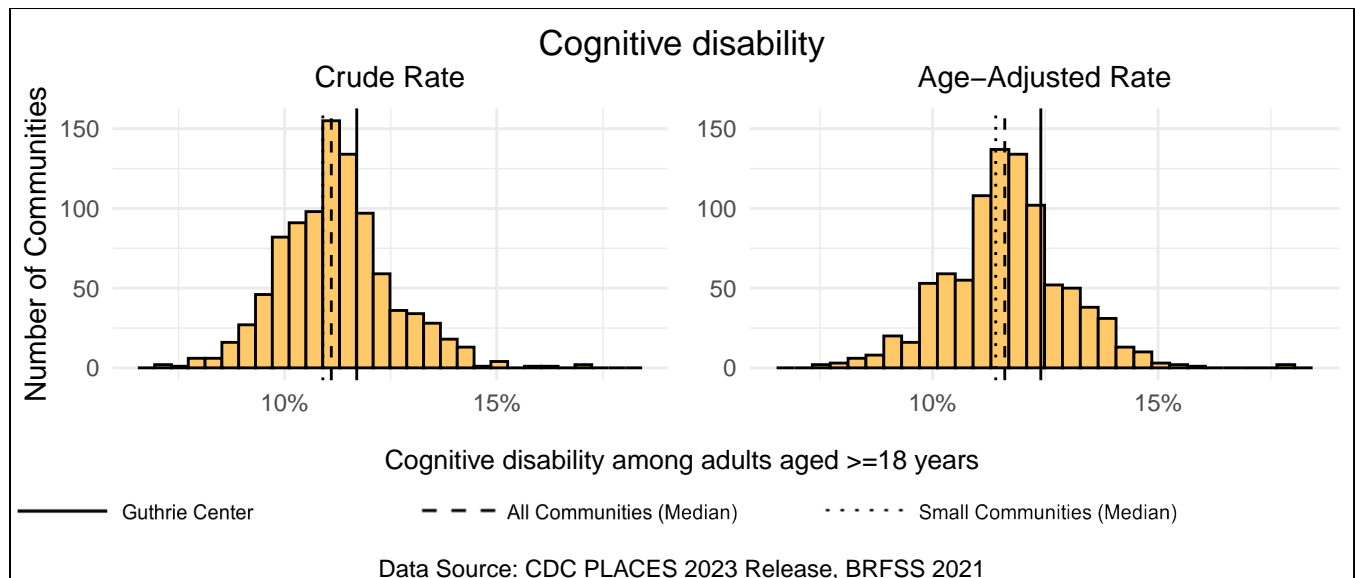 Cognitive disability
Crude Rate
Age−Adjusted Rate
Number of Communities
150
100
50
0
10%
15%
150
100
50
0
10%
15%
Cognitive disability among adults aged >=18 years
Guthrie Center
All Communities (Median)
Small Communities (Median)
Data Source: CDC PLACES 2023 Release, BRFSS 2021